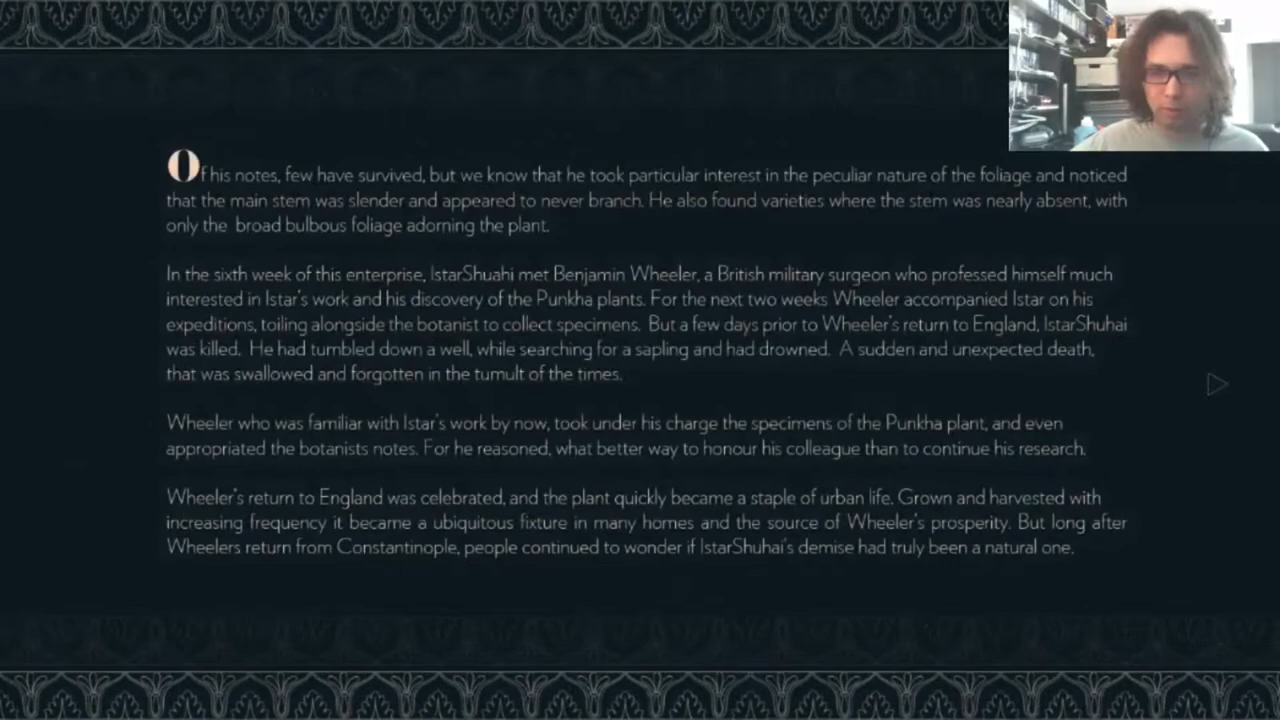 Of his notes, few have survived, but we know that he took particular interest in the peculiar nature of the foliage and noticed
that the main stem was slender and appeared to never branch. He also found varieties where the stem was nearly absent, with
only the broad bulbous foliage adorning the plant.
In the sixth week of this enterprise, IstarShuahi met Benjamin Wheeler, a British military surgeon who professed himself much
interested in Istar's work and his discovery of the Punkha plants. For the next two weeks Wheeler accompanied Istar on his
expeditions, toiling alongside the botanist to collect specimens. But a few days prior to Wheeler's return to England, IstarShuhai
was killed. He had tumbled down a well, while searching for a sapling and had drowned. A sudden and unexpected death,
that was swallowed and forgotten in the tumult of the times.
Wheeler who was familiar with Istar's work by now, took under his charge the specimens of the Punkha plant, and even
appropriated the botanists notes. For he reasoned, what better way to honour his colleague than to continue his research.
Wheeler's return to England was celebrated, and the plant quickly became a staple of urban life. Grown and harvested with
increasing frequency it became a ubiquitous fixture in many homes and the source of Wheeler's prosperity. But long after
Wheelers return from Constantinople, people continued to wonder if IstarShuhai's demise had truly been a natural one.